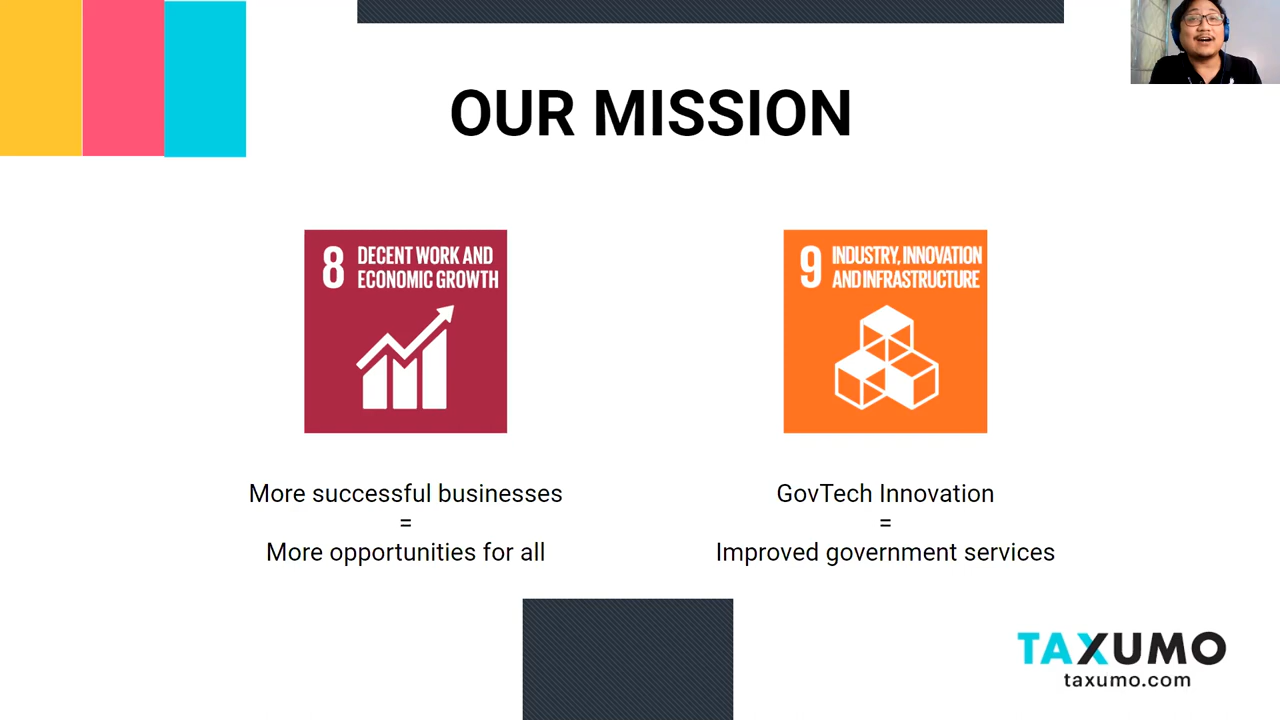 OUR MISSION
8 DECENT WORK AND
ECONOMIC GROWTH
9 INDUSTRY, INNOVATION
AND INFRASTRUCTURE
More successful businesses
=
More opportunities for all
GovTech Innovation
=
Improved government services
TAXUMO
taxumo.com